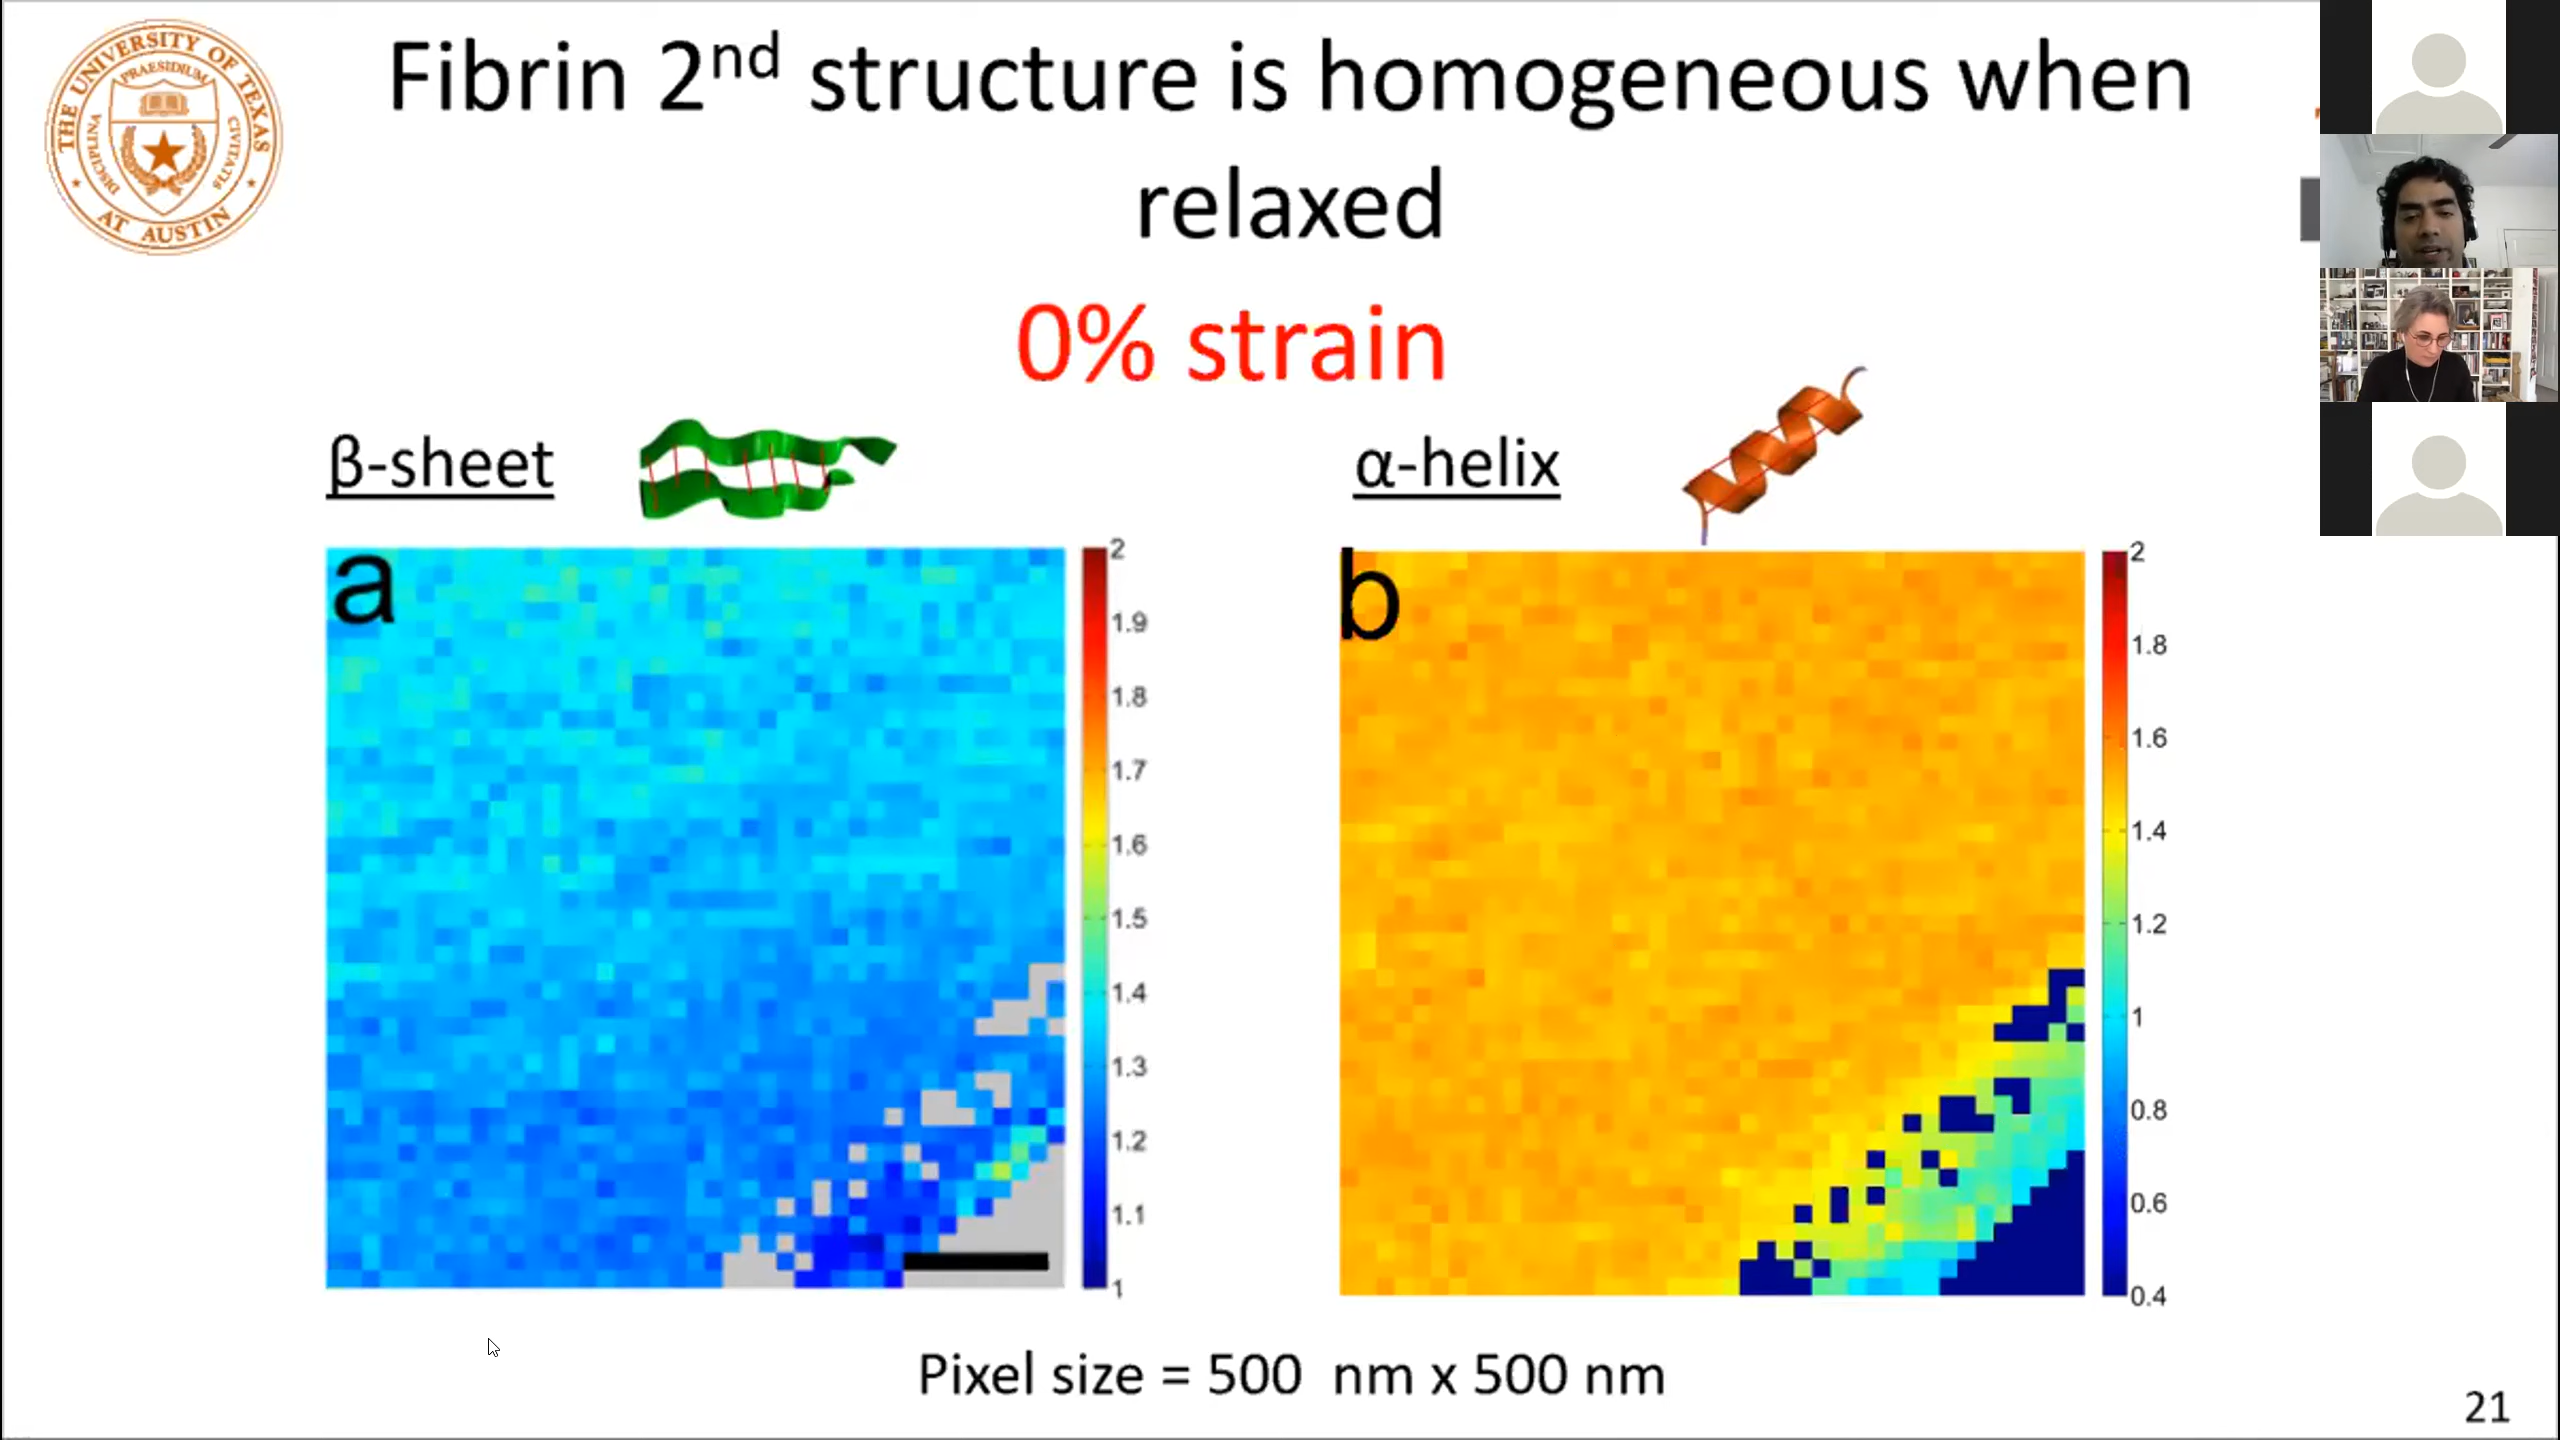 THE UNIVERSITY OF TEXAS
AT AUSTIN
PRAESIDIUM
DISCIPLINA
CIVITATIS
Fibrin 2nd structure is homogeneous when
relaxed
0% strain
β-sheet
α-helix
a
2
1.9
1.8
1.7
1.6
1.5
1.4
1.3
1.2
1.1
1
b
2
1.8
1.6
1.4
1.2
1
0.8
0.6
0.4
Pixel size = 500 nm x 500 nm
21